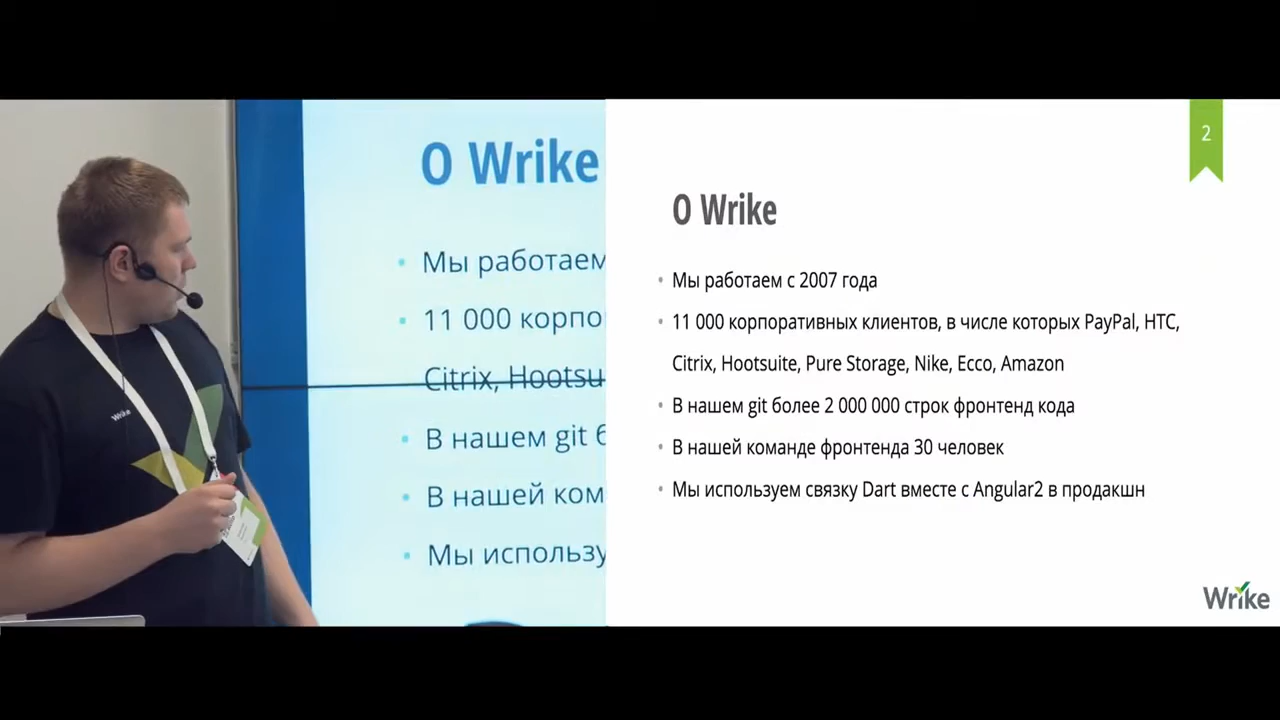 О Wrike
Мы работаем
11 000 корпо
Citrix, Hootsu
В нашем git б
В нашей ком
Мы использу
Wrike
2
О Wrike
Мы работаем с 2007 года
11 000 корпоративных клиентов, в числе которых PayPal, HTC,
Citrix, Hootsuite, Pure Storage, Nike, Ecco, Amazon
В нашем git более 2 000 000 строк фронтенд кода
В нашей команде фронтенда 30 человек
Мы используем связку Dart вместе с Angular2 в продакшн
Wrike